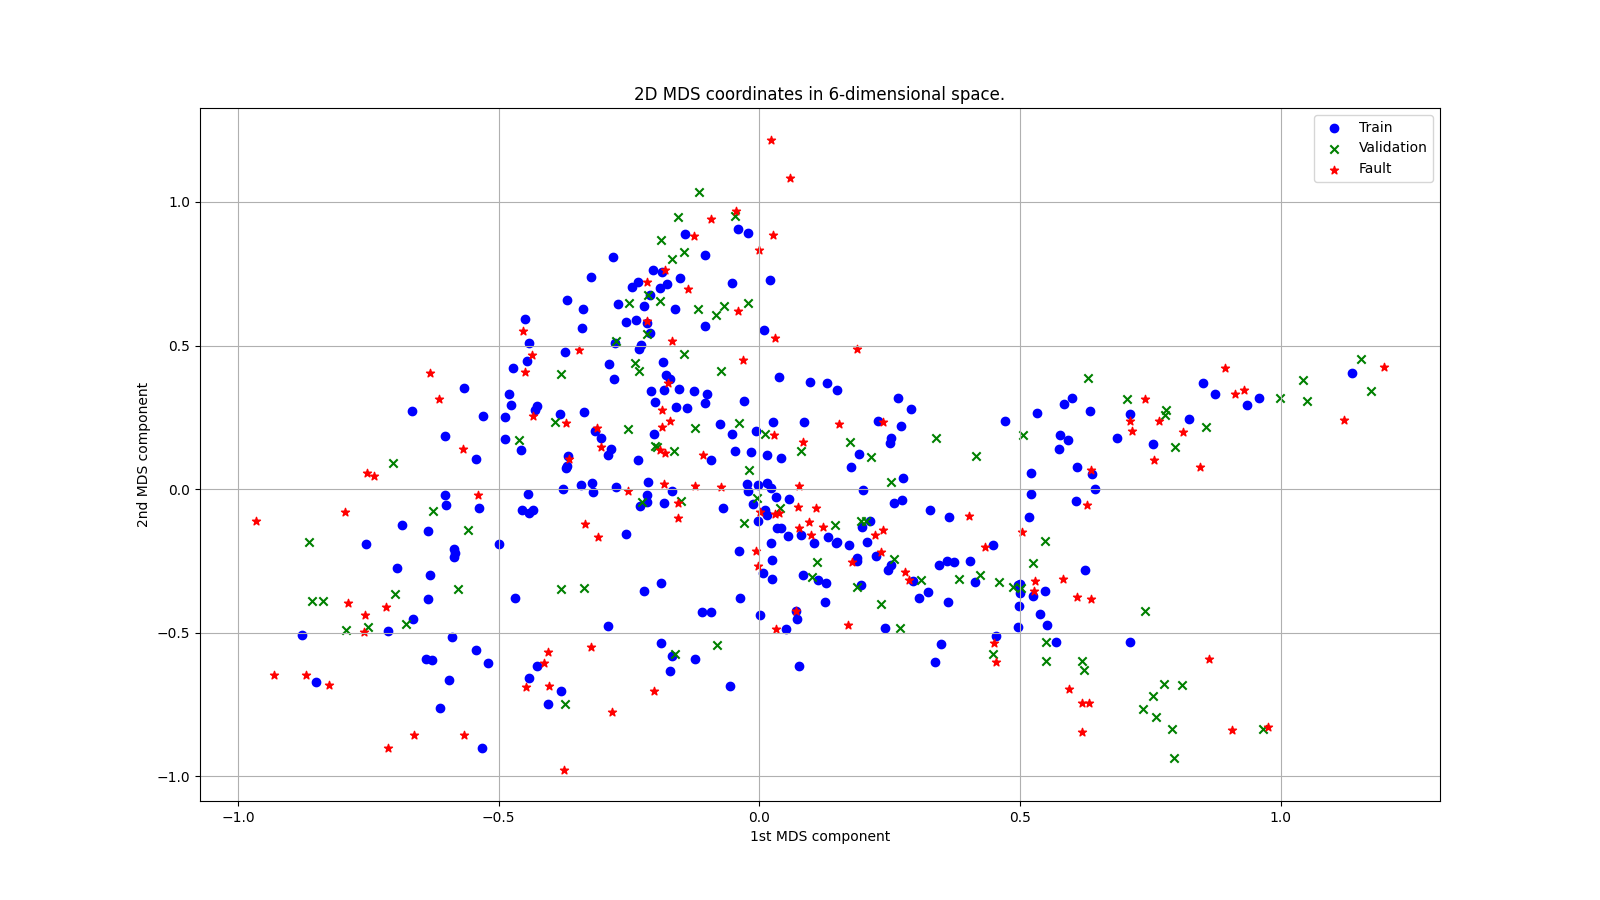 2D MDS coordinates in 6-dimensional space.
Train
Validation
Fault
1.0
0.5
0.0
−0.5
−1.0
2nd MDS component
−1.0
−0.5
0.0
0.5
1.0
1st MDS component